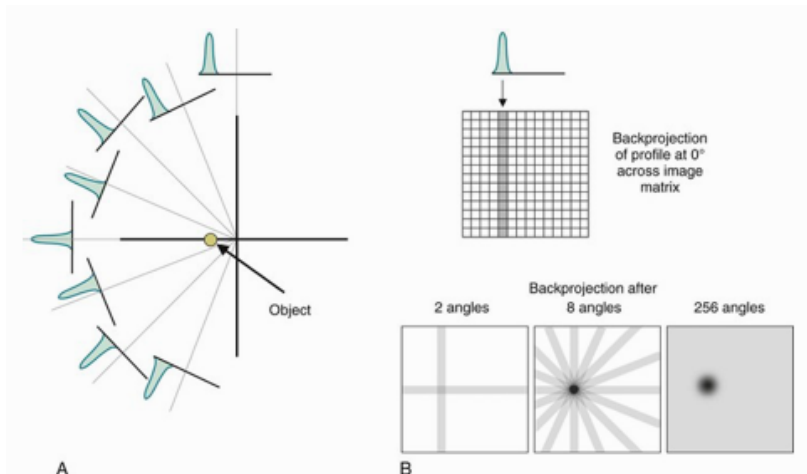 Object
A
Backprojection
of profile at 0°
across image
matrix
Backprojection after
2 angles
8 angles
256 angles
B